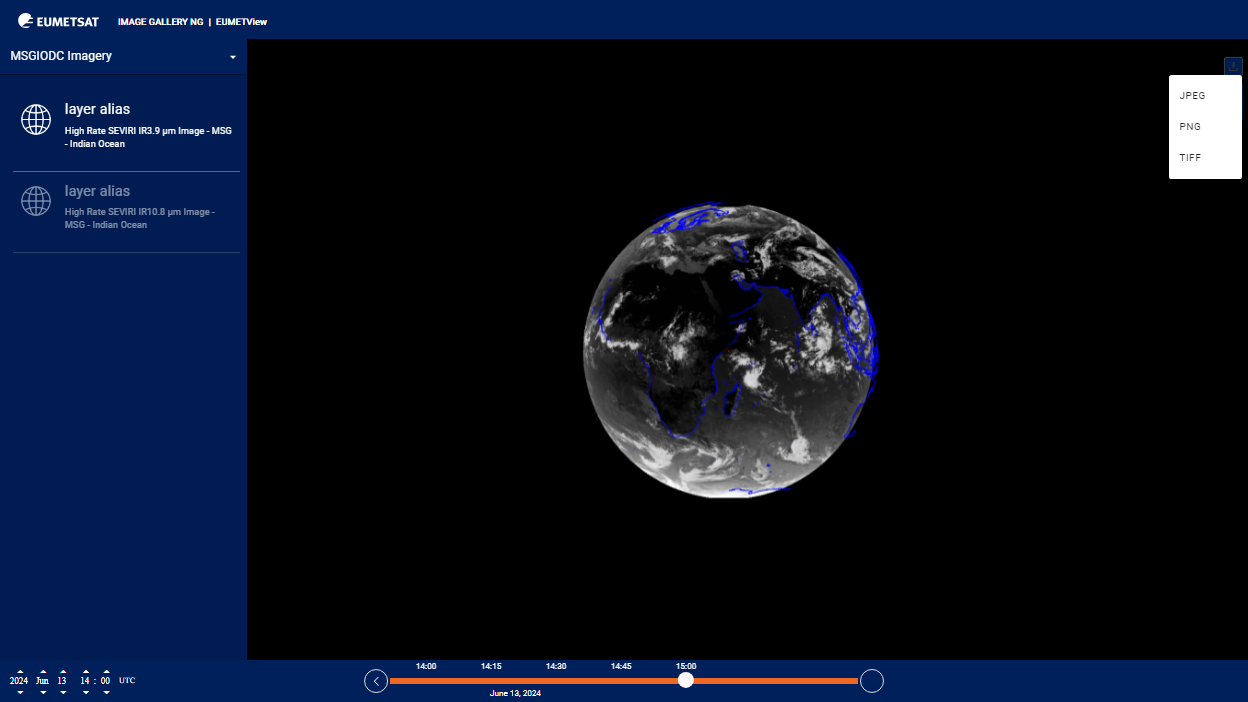 EUMETSAT IMAGE GALLERY NG | EUMETView
MSGIODC Imagery
layer alias
High Rate SEVIRI IR3.9 µm Image - MSG
- Indian Ocean
layer alias
High Rate SEVIRI IR10.8 µm Image -
MSG - Indian Ocean
JPEG
PNG
TIFF
14:00 14:15 14:30 14:45 15:00
2024 Jun 13 14 : 00 UTC
June 13, 2024